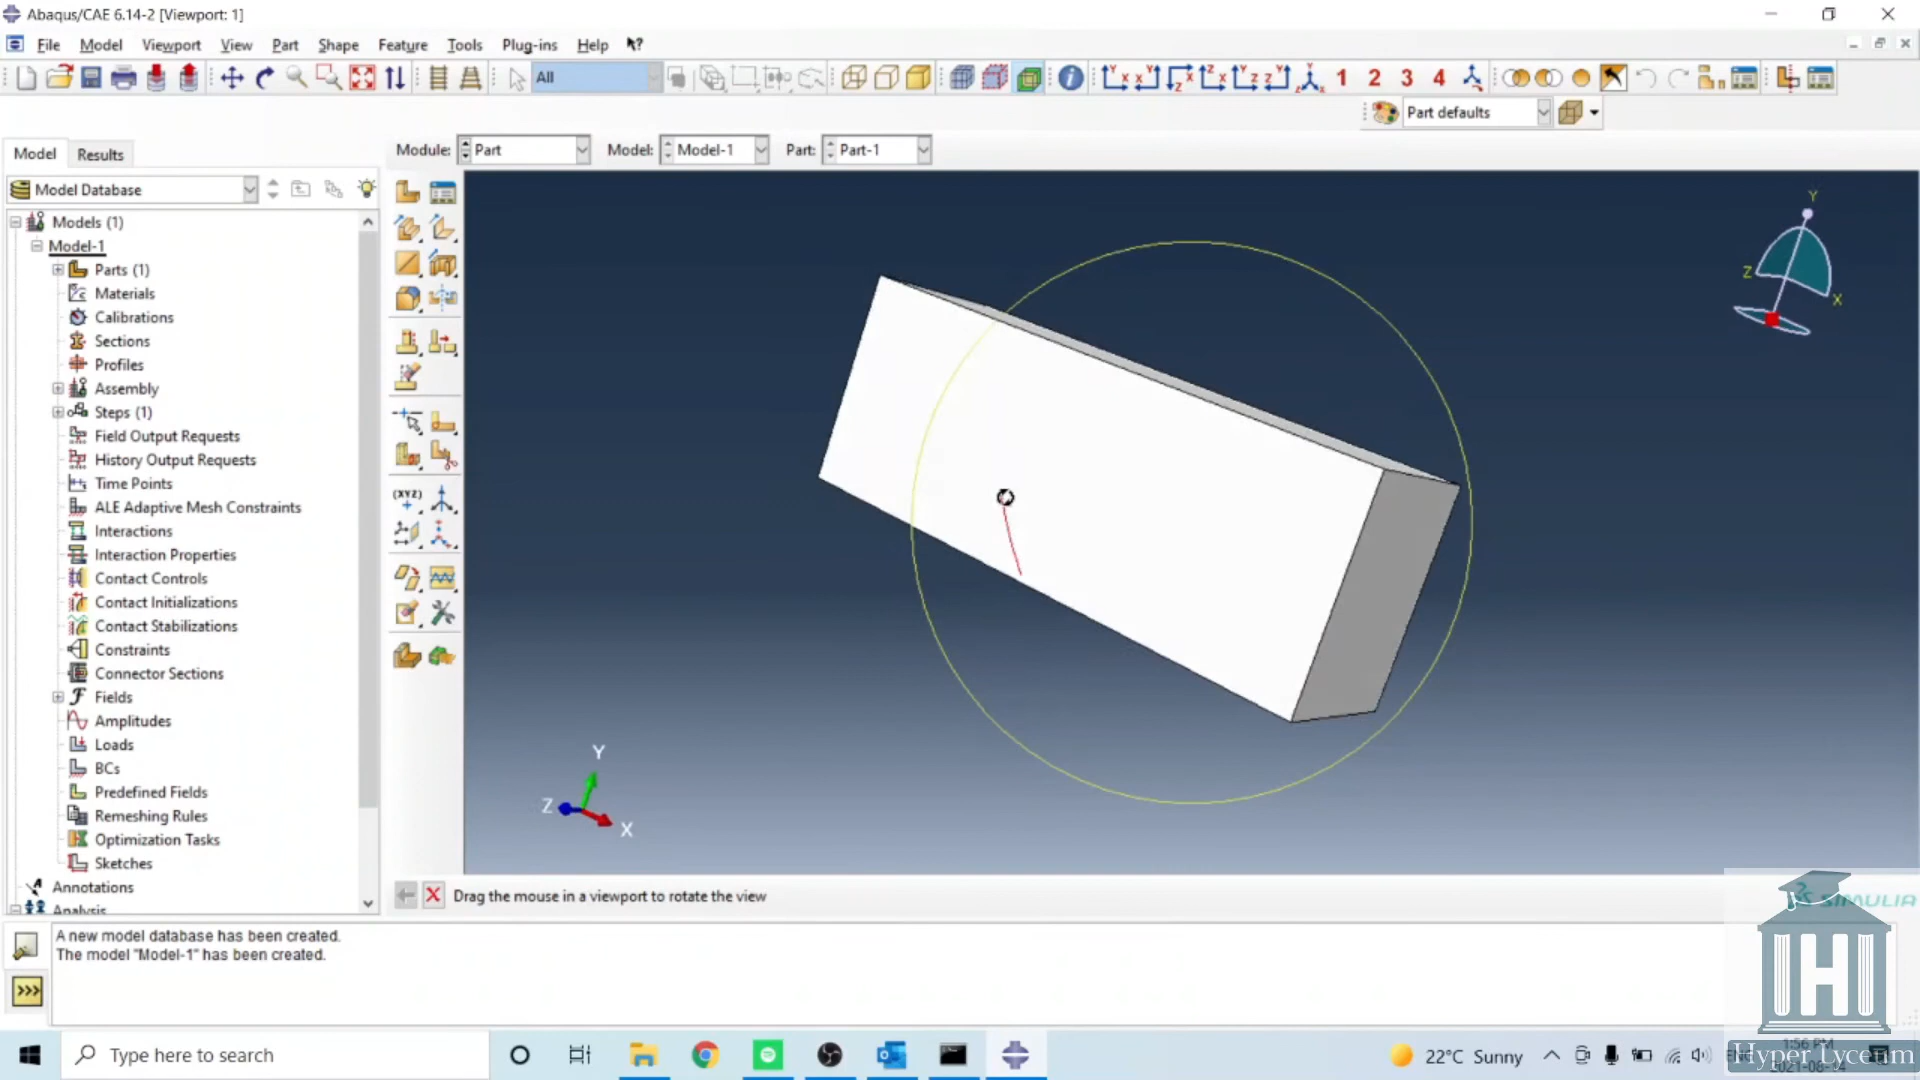 Abaqus/CAE 6.14-2 [Viewport: 1]
File Model Viewport View Part Shape Feature Tools Plug-ins Help
All
1 2 3 4
Part defaults
Model Results
Module: Part Model: Model-1 Part: Part-1
Model Database
Models (1)
Model-1
Parts (1)
Materials
Calibrations
Sections
Profiles
Assembly
Steps (1)
Field Output Requests
History Output Requests
Time Points
ALE Adaptive Mesh Constraints
Interactions
Interaction Properties
Contact Controls
Contact Initializations
Contact Stabilizations
Constraints
Connector Sections
Fields
Amplitudes
Loads
BCs
Predefined Fields
Remeshing Rules
Optimization Tasks
Sketches
Annotations
Analysis
(XYZ)
Y
Z
X
Y
Z
X
Drag the mouse in a viewport to rotate the view
SIMULIA
A new model database has been created.
The model "Model-1" has been created.
>>>
Type here to search
22°C Sunny
1:56 PM
Hyper Lyceum